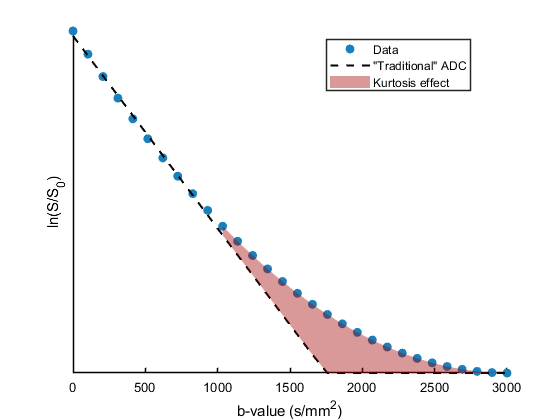 Data
"Traditional" ADC
Kurtosis effect
ln(S/S₀)
0
500
1000
1500
2000
2500
3000
b-value (s/mm²)